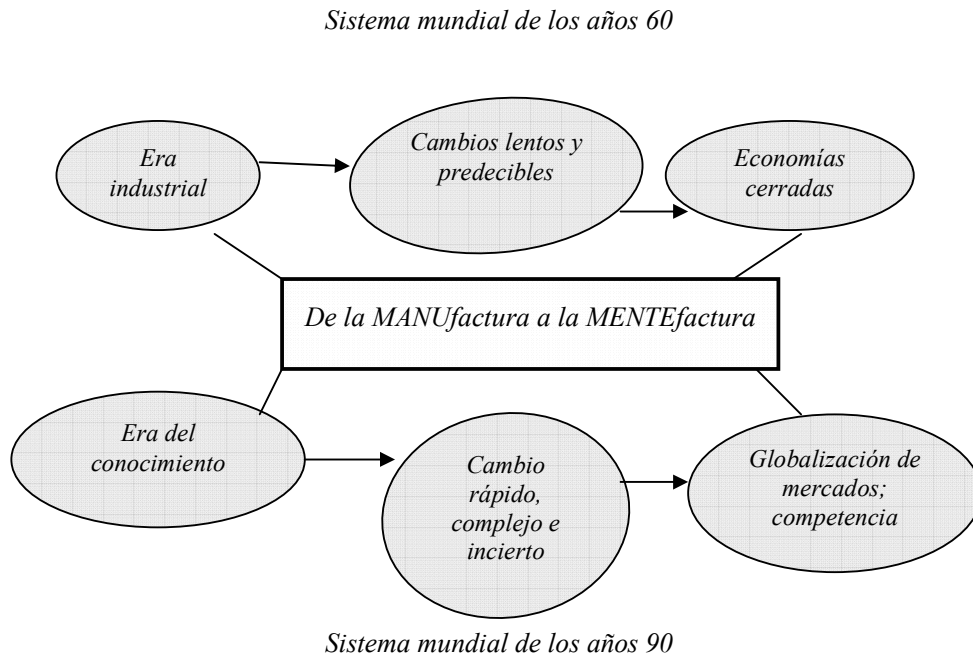 Sistema mundial de los años 60
Era
industrial
Cambios lentos y
predecibles
Economías
cerradas
De la MANUfactura a la MENTEfactura
Era del
conocimiento
Cambio
rápido,
complejo e
incierto
Globalización de
mercados;
competencia
Sistema mundial de los años 90